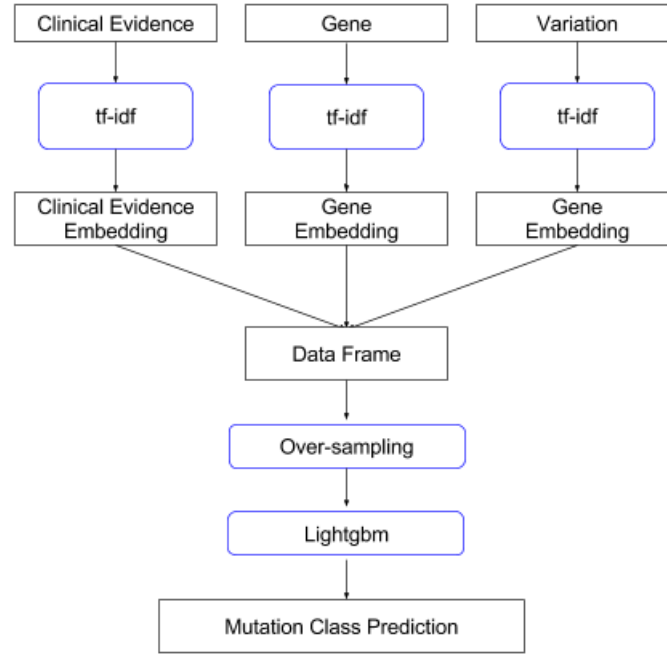 Clinical Evidence
Gene
Variation
tf-idf
tf-idf
tf-idf
Clinical Evidence
Embedding
Gene
Embedding
Gene
Embedding
Data Frame
Over-sampling
Lightgbm
Mutation Class Prediction